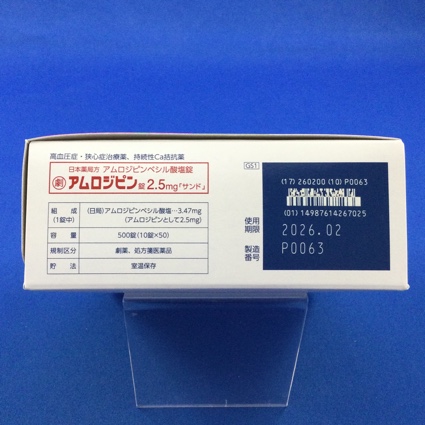 高血圧症・狭心症治療薬、持続性Ca拮抗薬
日本薬局方 アムロジピンベシル酸塩錠
劇 アムロジピン錠2.5mg「サンド」
組成(1錠中) (日局)アムロジピンベシル酸塩…3.47mg
(アムロジピンとして2.5mg)
容量 500錠(10錠×50)
規制区分 劇薬、処方箋医薬品
貯法 室温保存
GS1
(17) 260200 (10) P0063
(01) 14987614267025
使用期限 2026.02
製造番号 P0063